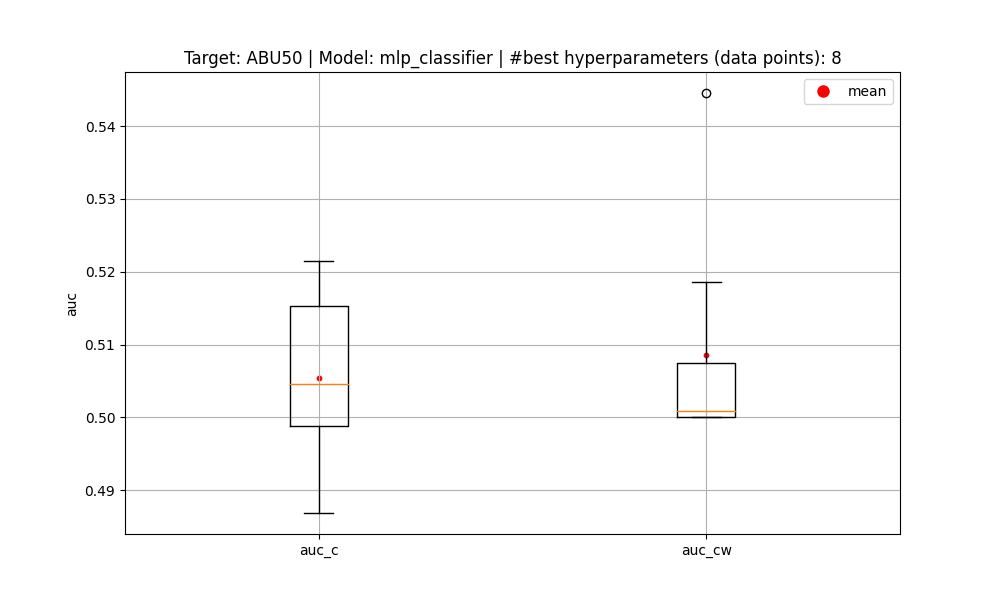 Target: ABU50 | Model: mlp_classifier | #best hyperparameters (data points): 8
mean
0.54
0.53
0.52
0.51
0.50
0.49
auc
auc_c
auc_cw